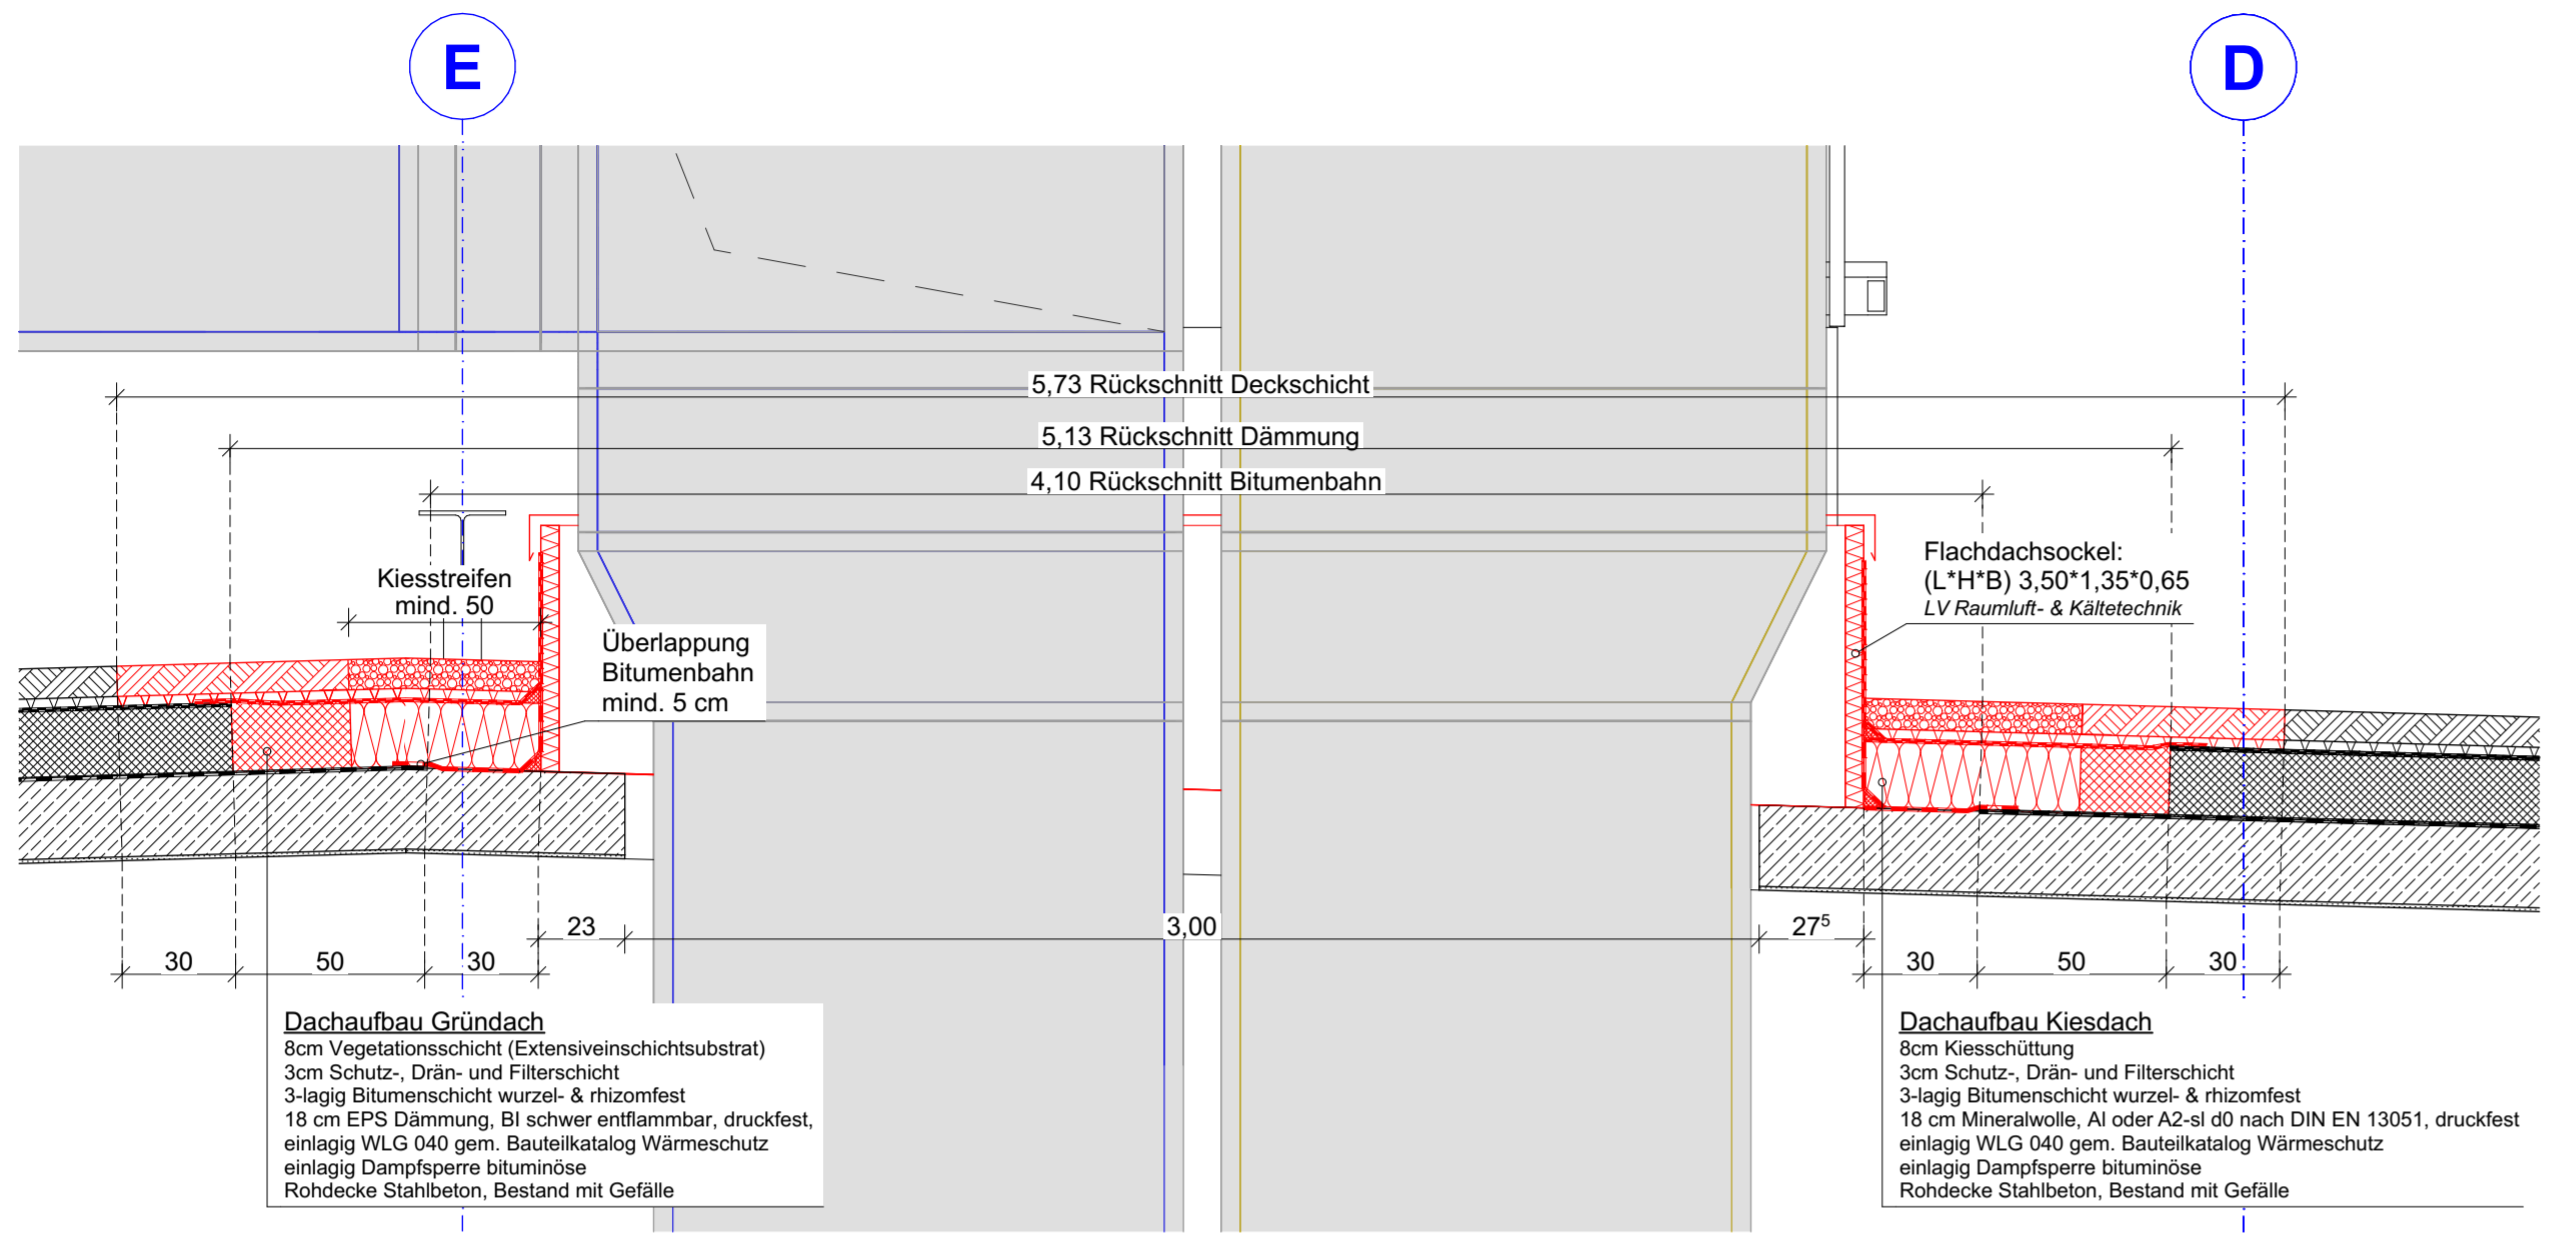 E
D
5,73 Rückschnitt Deckschicht
5,13 Rückschnitt Dämmung
4,10 Rückschnitt Bitumenbahn
Kiesstreifen
mind. 50
Überlappung
Bitumenbahn
mind. 5 cm
Flachdachsockel:
(L*H*B) 3,50*1,35*0,65
LV Raumluft- & Kältetechnik
23
3,00
27⁵
30
50
30
30
50
30
Dachaufbau Gründach
8cm Vegetationsschicht (Extensiveinschichtsubstrat)
3cm Schutz-, Drän- und Filterschicht
3-lagig Bitumenschicht wurzel- & rhizomfest
18 cm EPS Dämmung, BI schwer entflammbar, druckfest,
einlagig WLG 040 gem. Bauteilkatalog Wärmeschutz
einlagig Dampfsperre bituminöse
Rohdecke Stahlbeton, Bestand mit Gefälle
Dachaufbau Kiesdach
8cm Kiesschüttung
3cm Schutz-, Drän- und Filterschicht
3-lagig Bitumenschicht wurzel- & rhizomfest
18 cm Mineralwolle, AI oder A2-sl d0 nach DIN EN 13051, druckfest
einlagig WLG 040 gem. Bauteilkatalog Wärmeschutz
einlagig Dampfsperre bituminöse
Rohdecke Stahlbeton, Bestand mit Gefälle